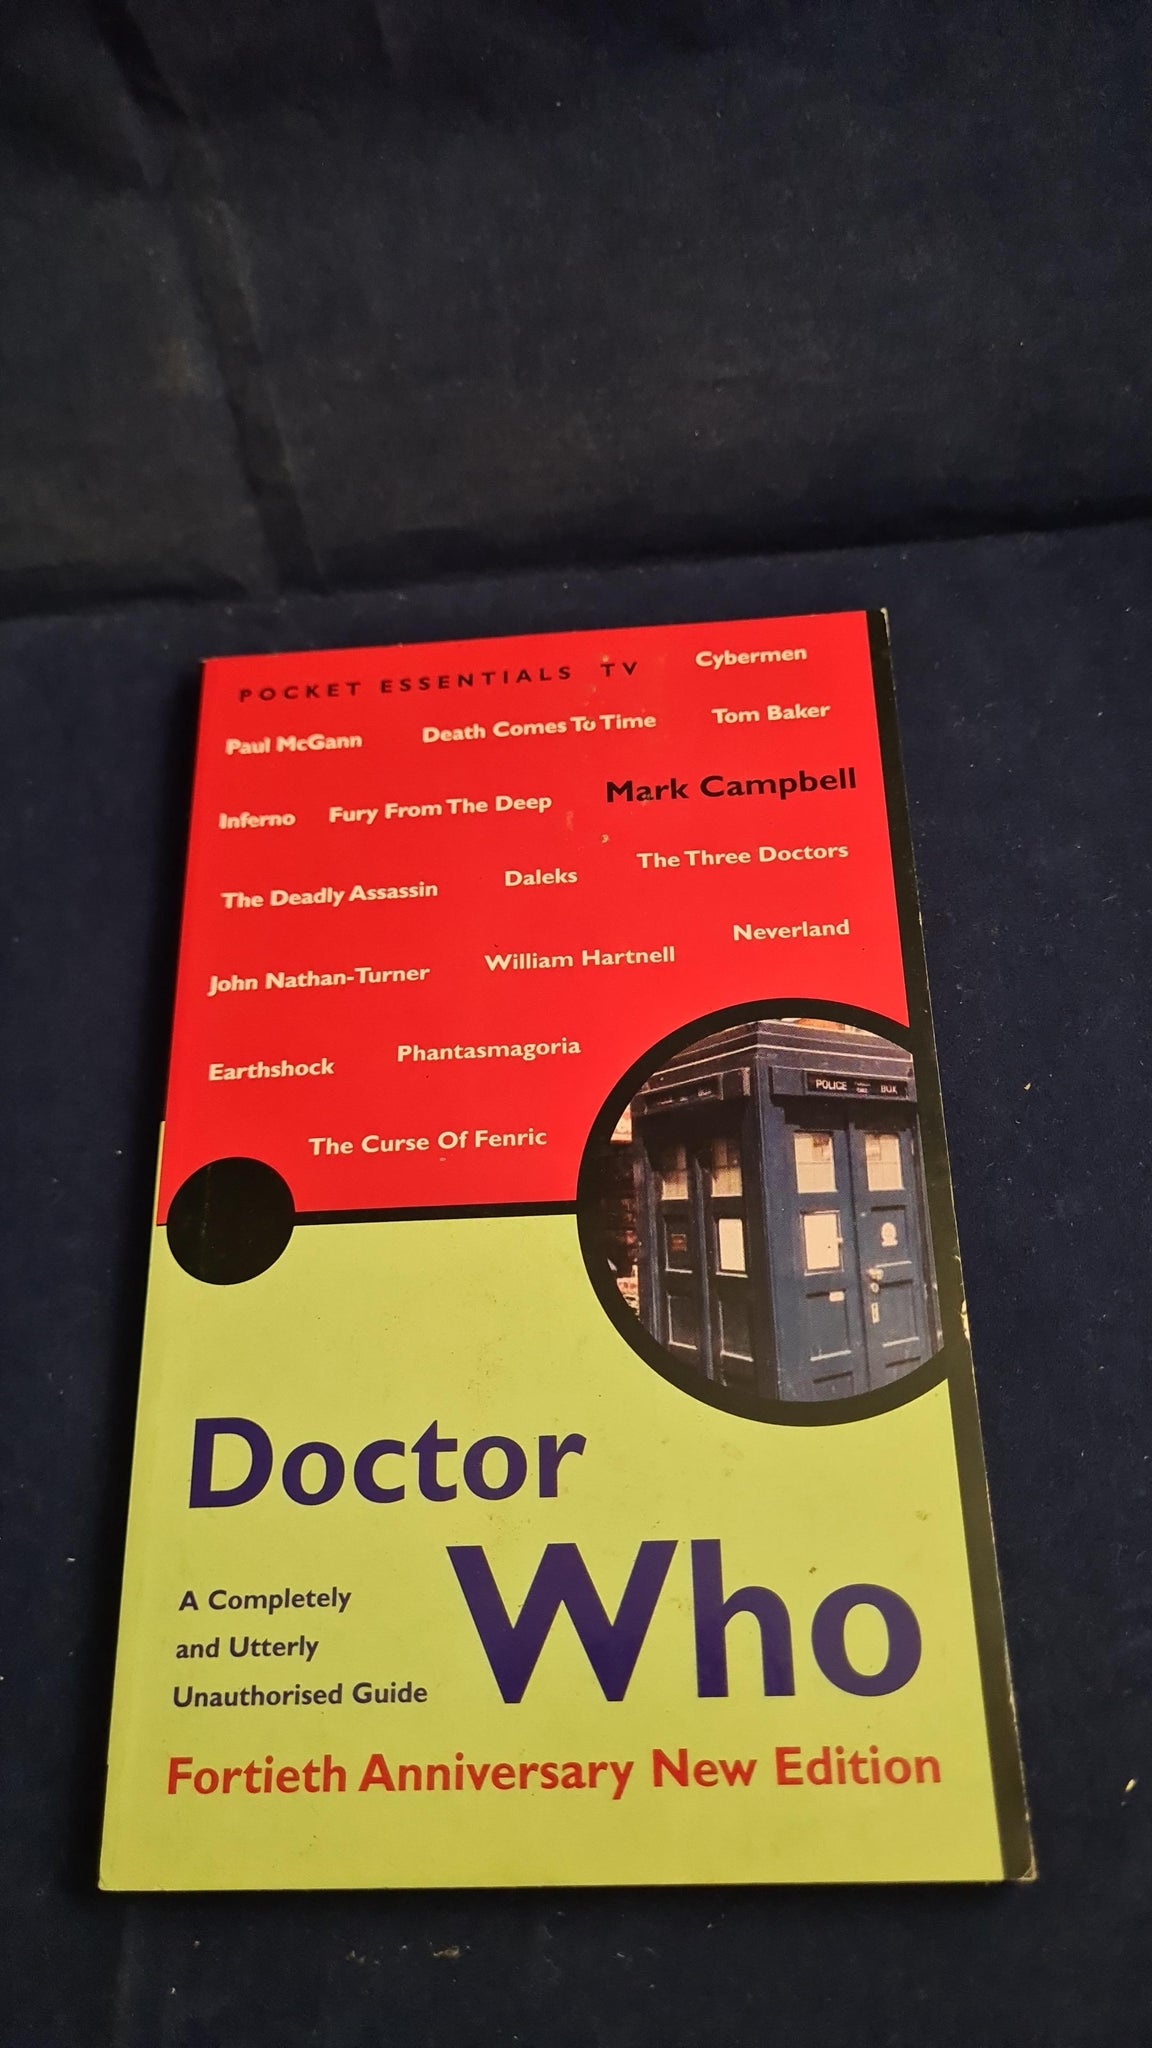 POCKET ESSENTIALS TV Cybermen
Paul McGann Death Comes To Time Tom Baker
Inferno Fury From The Deep Mark Campbell
The Deadly Assassin Daleks The Three Doctors
John Nathan-Turner William Hartnell Neverland
Earthshock Phantasmagoria
POLICE BOX
The Curse Of Fenric
Doctor
Who
A Completely
and Utterly
Unauthorised Guide
Fortieth Anniversary New Edition